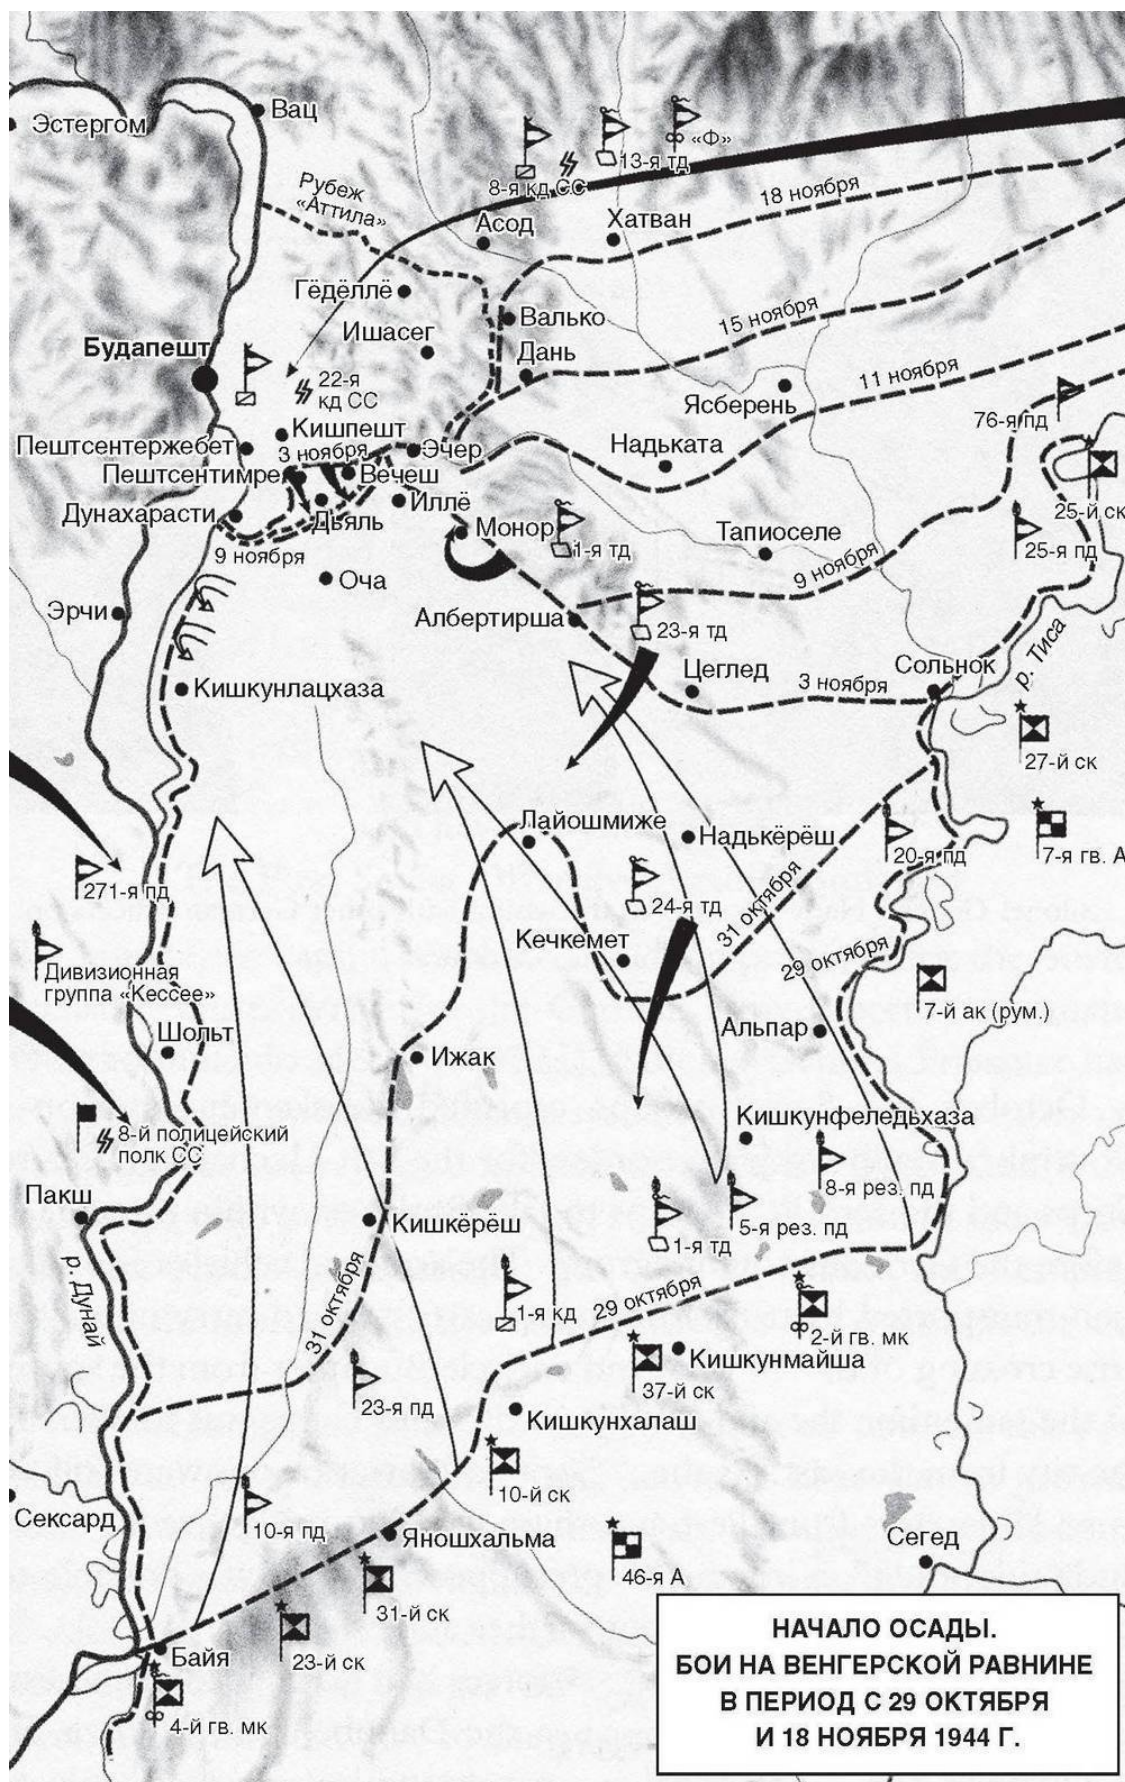 Эстергом
Вац
«Ф»
13-я тд
8-я кд СС
18 ноября
Рубеж
«Аттила»
Асод
Хатван
Гёдёллё
Ишасег
Валько
15 ноября
Будапешт
Дань
11 ноября
22-я
кд СС
Ясберень
76-я пд
Кишпешт
Пештсентержебет
3 ноября
Эчер
Надьката
Пештсентимре
Вечеш
Иллё
25-й ск
Дунахарасти
Дьяль
Монор
1-я тд
Тапиоселе
25-я пд
9 ноября
9 ноября
Оча
Эрчи
Албертирша
23-я тд
р. Тиса
Цеглед
Сольнок
Кишкунлацхаза
3 ноября
27-й ск
Лайошмиже
Надькёрёш
20-я пд
7-я гв. А
271-я пд
24-я тд
31 октября
Кечкемет
29 октября
Дивизионная
группа «Кессее»
7-й ак (рум.)
Шольт
Альпар
Ижак
Кишкунфеледьхаза
8-й полицейский
полк СС
8-я рез. пд
Пакш
Кишкёрёш
5-я рез. пд
1-я тд
р. Дунай
31 октября
1-я кд
29 октября
2-й гв. мк
Кишкунмайша
37-й ск
23-я пд
Кишкунхалаш
10-й ск
Сексард
10-я пд
Яношхальма
Сегед
46-я А
31-й ск
23-й ск
Байя
4-й гв. мк
НАЧАЛО ОСАДЫ.
БОИ НА ВЕНГЕРСКОЙ РАВНИНЕ
В ПЕРИОД С 29 ОКТЯБРЯ
И 18 НОЯБРЯ 1944 Г.